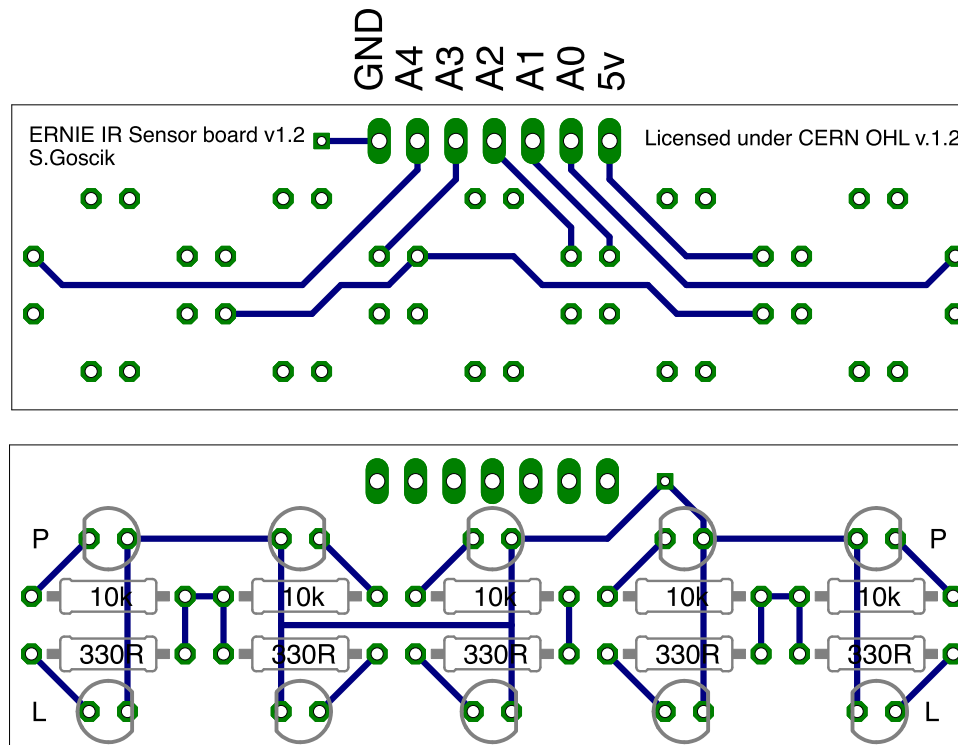 GND
A4
A3
A2
A1
A0
5v
ERNIE IR Sensor board v1.2
S.Goscik
Licensed under CERN OHL v.1.2
P
P
10k
10k
10k
10k
10k
330R
330R
330R
330R
330R
L
L